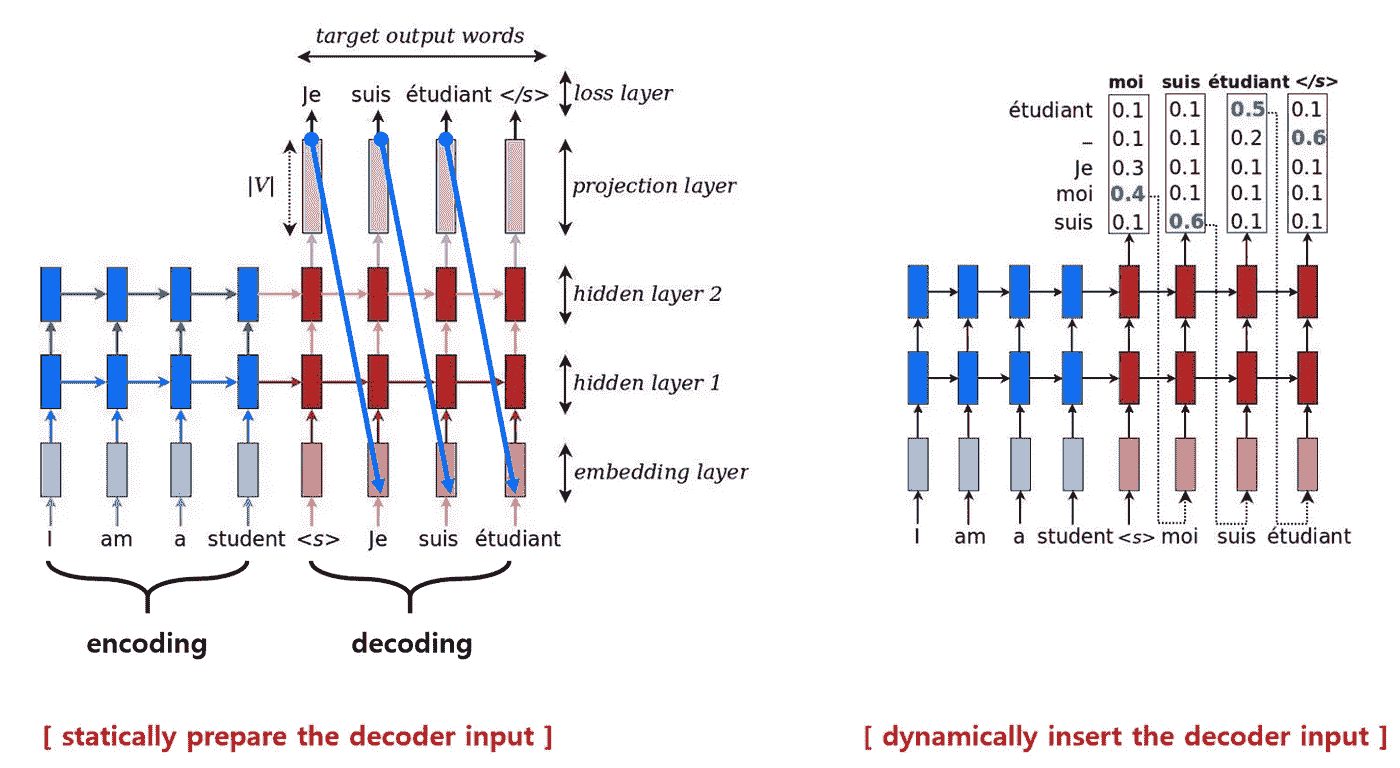 target output words
Je suis étudiant </s> loss layer
|V| projection layer
hidden layer 2
hidden layer 1
embedding layer
I am a student <s> Je suis étudiant
encoding decoding
[ statically prepare the decoder input ]
moi suis étudiant </s>
étudiant 0.1 0.1 0.5 0.1
– 0.1 0.1 0.2 0.6
Je 0.3 0.1 0.1 0.1
moi 0.4 0.1 0.1 0.1
suis 0.1 0.6 0.1 0.1
I am a student <s> moi suis étudiant
[ dynamically insert the decoder input ]